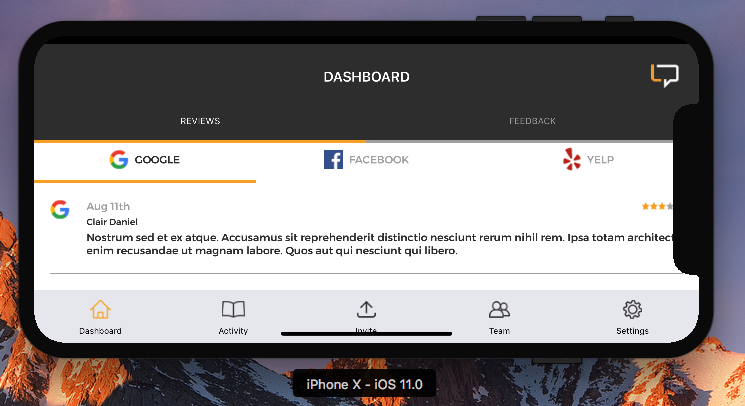 DASHBOARD
REVIEWS
FEEDBACK
GOOGLE
FACEBOOK
YELP
Aug 11th
Clair Daniel
Nostrum sed et ex atque. Accusamus sit reprehenderit distinctio nesciunt rerum nihil rem. Ipsa totam architect
enim recusandae ut magnam labore. Quos aut qui nesciunt qui libero.
Dashboard
Activity
Invite
Team
Settings
iPhone X - iOS 11.0